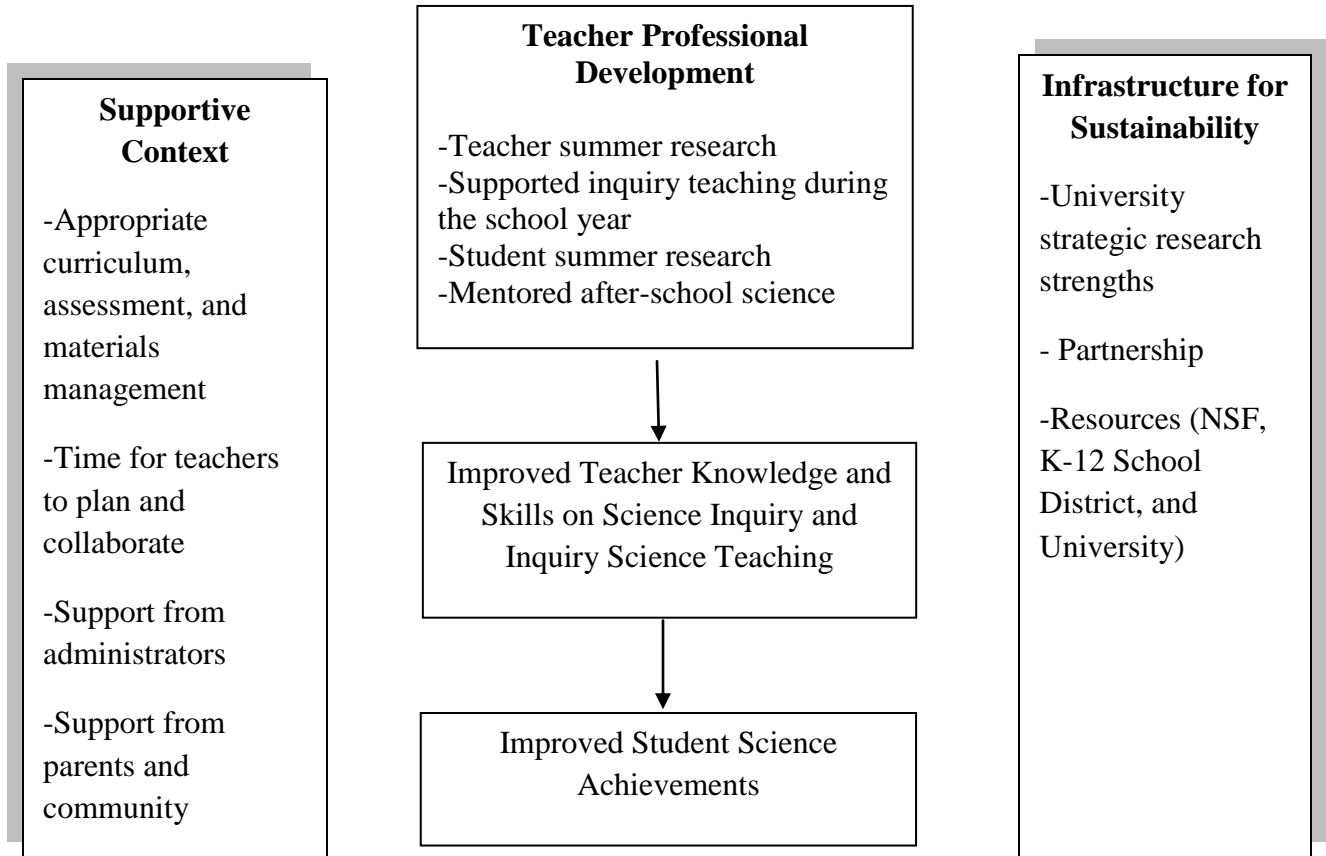 Supportive
Context
-Appropriate
curriculum,
assessment, and
materials
management
-Time for teachers
to plan and
collaborate
-Support from
administrators
-Support from
parents and
community
Teacher Professional
Development
-Teacher summer research
-Supported inquiry teaching during
the school year
-Student summer research
-Mentored after-school science
Improved Teacher Knowledge and
Skills on Science Inquiry and
Inquiry Science Teaching
Improved Student Science
Achievements
Infrastructure for
Sustainability
-University
strategic research
strengths
- Partnership
-Resources (NSF,
K-12 School
District, and
University)